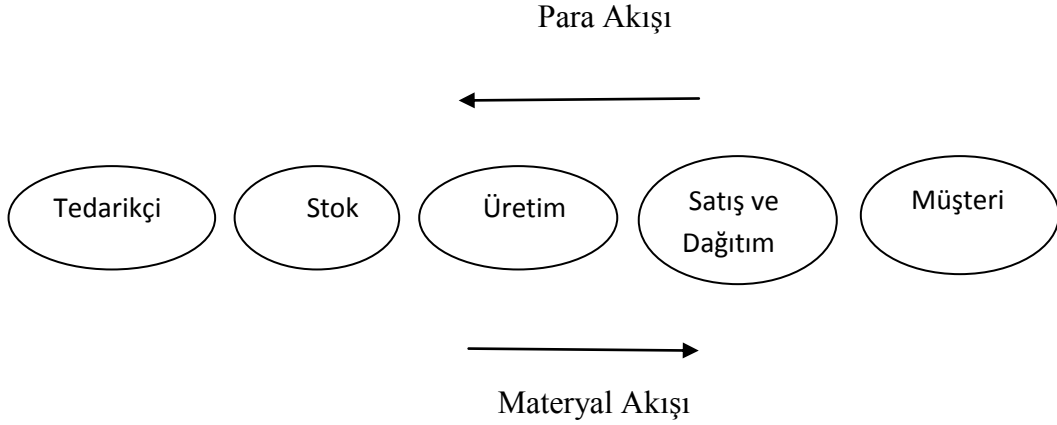 Para Akışı
Tedarikçi
Stok
Üretim
Satış ve
Dağıtım
Müşteri
Materyal Akışı